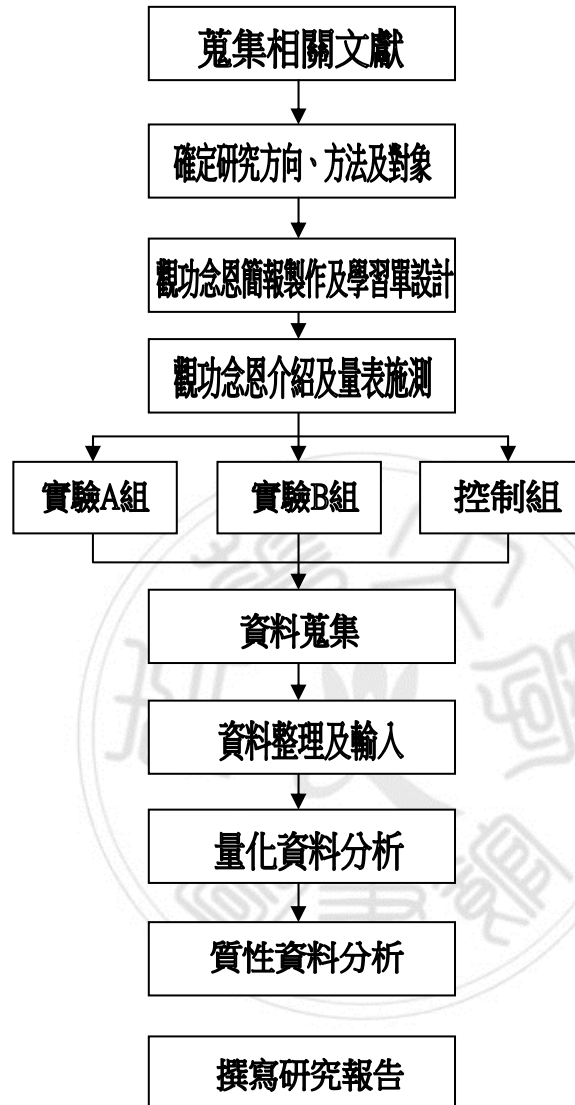 蒐集相關文獻
確定研究方向、方法及對象
觀功念恩簡報製作及學習單設計
觀功念恩介紹及量表施測
實驗A組 實驗B組 控制組
資料蒐集
資料整理及輸入
量化資料分析
質性資料分析
撰寫研究報告